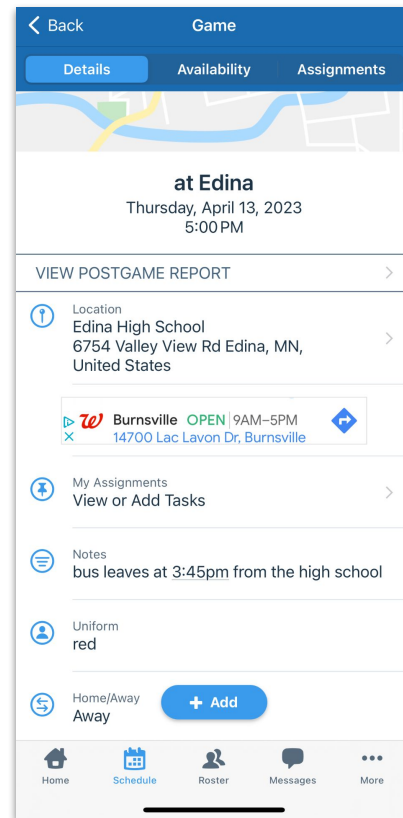 Back
Game
Details
Availability
Assignments
at Edina
Thursday, April 13, 2023
5:00 PM
VIEW POSTGAME REPORT
Location
Edina High School
6754 Valley View Rd Edina, MN,
United States
W Burnsville OPEN 9AM–5PM
14700 Lac Lavon Dr, Burnsville
My Assignments
View or Add Tasks
Notes
bus leaves at 3:45pm from the high school
Uniform
red
Home/Away
Away
+ Add
Home
Schedule
Roster
Messages
More